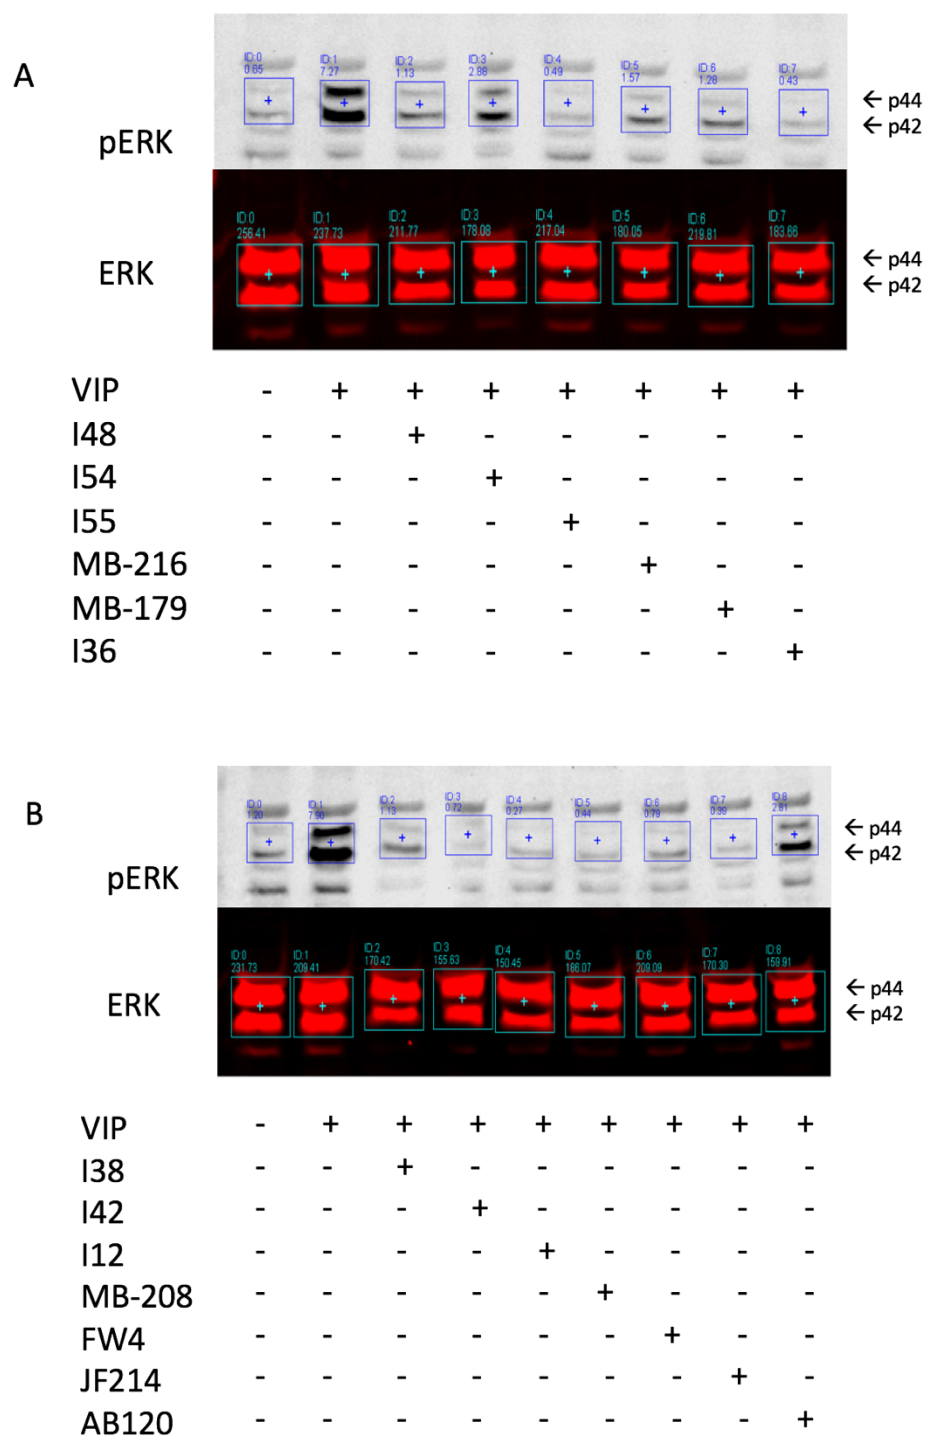 A
ID:0 ID:1 ID:2 ID:3 ID:4 ID:5 ID:6 ID:7
0.65 7.27 1.13 2.88 0.49 1.57 1.28 0.43
← p44
← p42
pERK
ID:0 ID:1 ID:2 ID:3 ID:4 ID:5 ID:6 ID:7
256.41 237.73 211.77 178.08 217.04 180.05 219.81 183.66
← p44
← p42
ERK
VIP - + + + + + + +
I48 - - + - - - - -
I54 - - - + - - - -
I55 - - - - + - - -
MB-216 - - - - - + - -
MB-179 - - - - - - + -
I36 - - - - - - - +
B
ID:0 ID:1 ID:2 ID:3 ID:4 ID:5 ID:6 ID:7 ID:8
1.20 7.90 1.13 0.72 0.27 0.44 0.79 0.39 2.81
← p44
← p42
pERK
ID:0 ID:1 ID:2 ID:3 ID:4 ID:5 ID:6 ID:7 ID:8
231.73 209.41 170.42 155.63 150.45 186.07 209.09 170.30 159.91
← p44
← p42
ERK
VIP - + + + + + + + +
I38 - - + - - - - - -
I42 - - - + - - - - -
I12 - - - - + - - - -
MB-208 - - - - - + - - -
FW4 - - - - - - + - -
JF214 - - - - - - - + -
AB120 - - - - - - - - +